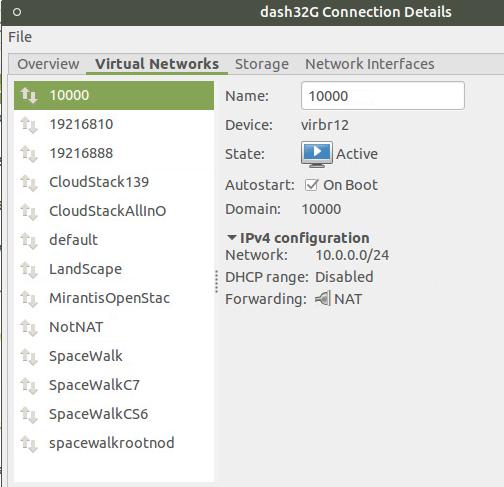 dash32G Connection Details
File
Overview Virtual Networks Storage Network Interfaces
10000
19216810
19216888
CloudStack139
CloudStackAllInO
default
LandScape
MirantisOpenStac
NotNAT
SpaceWalk
SpaceWalkC7
SpaceWalkCS6
spacewalkrootnod
Name: 10000
Device: virbr12
State: Active
Autostart: On Boot
Domain: 10000
IPv4 configuration
Network: 10.0.0.0/24
DHCP range: Disabled
Forwarding: NAT